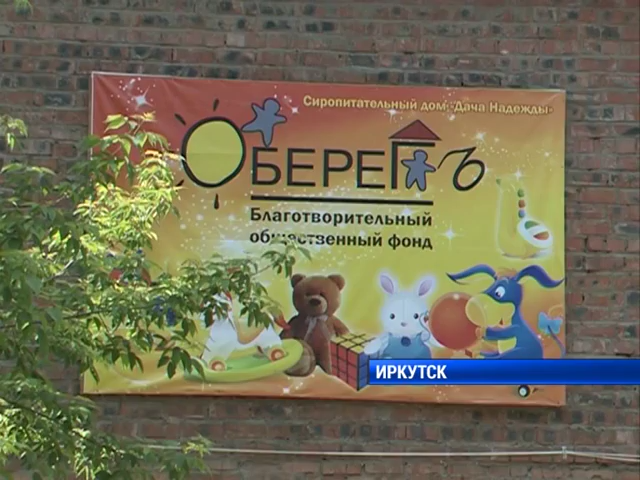 Сиропитательный дом «Дача Надежды»
ОБЕРЕГЪ
Благотворительный
общественный фонд
ИРКУТСК